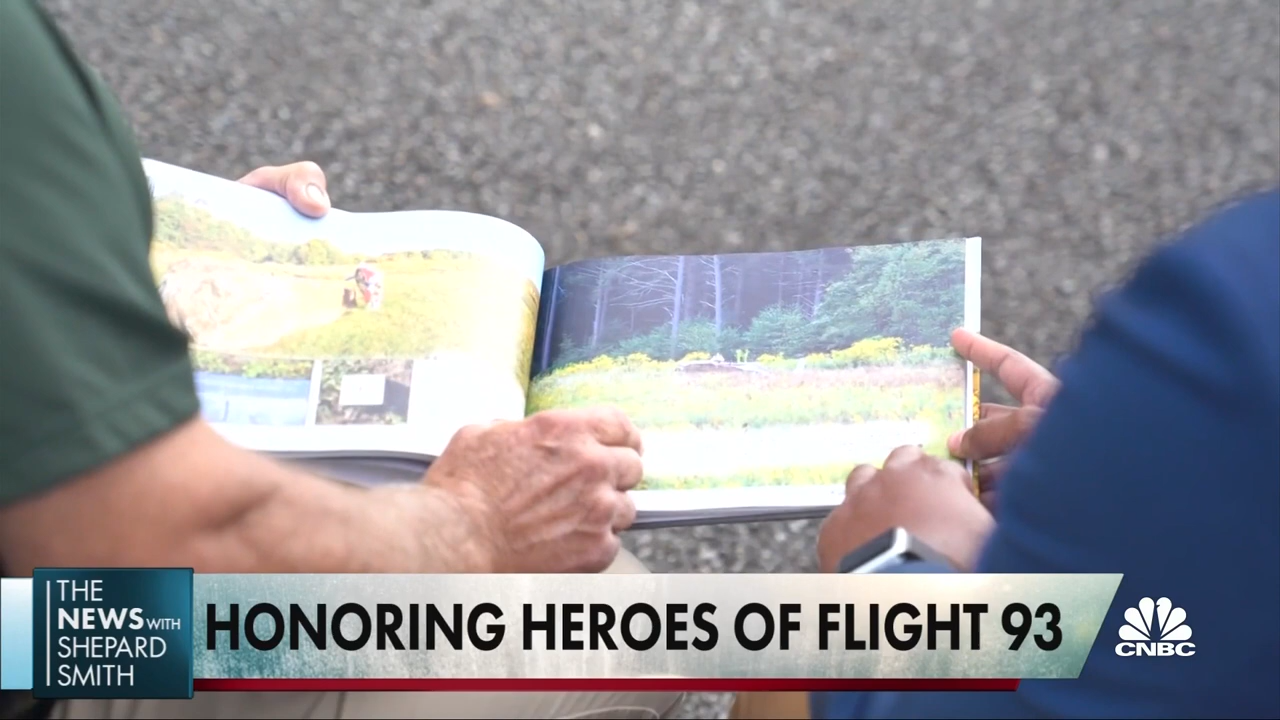 THE
NEWS WITH
SHEPARD
SMITH
HONORING HEROES OF FLIGHT 93
CNBC